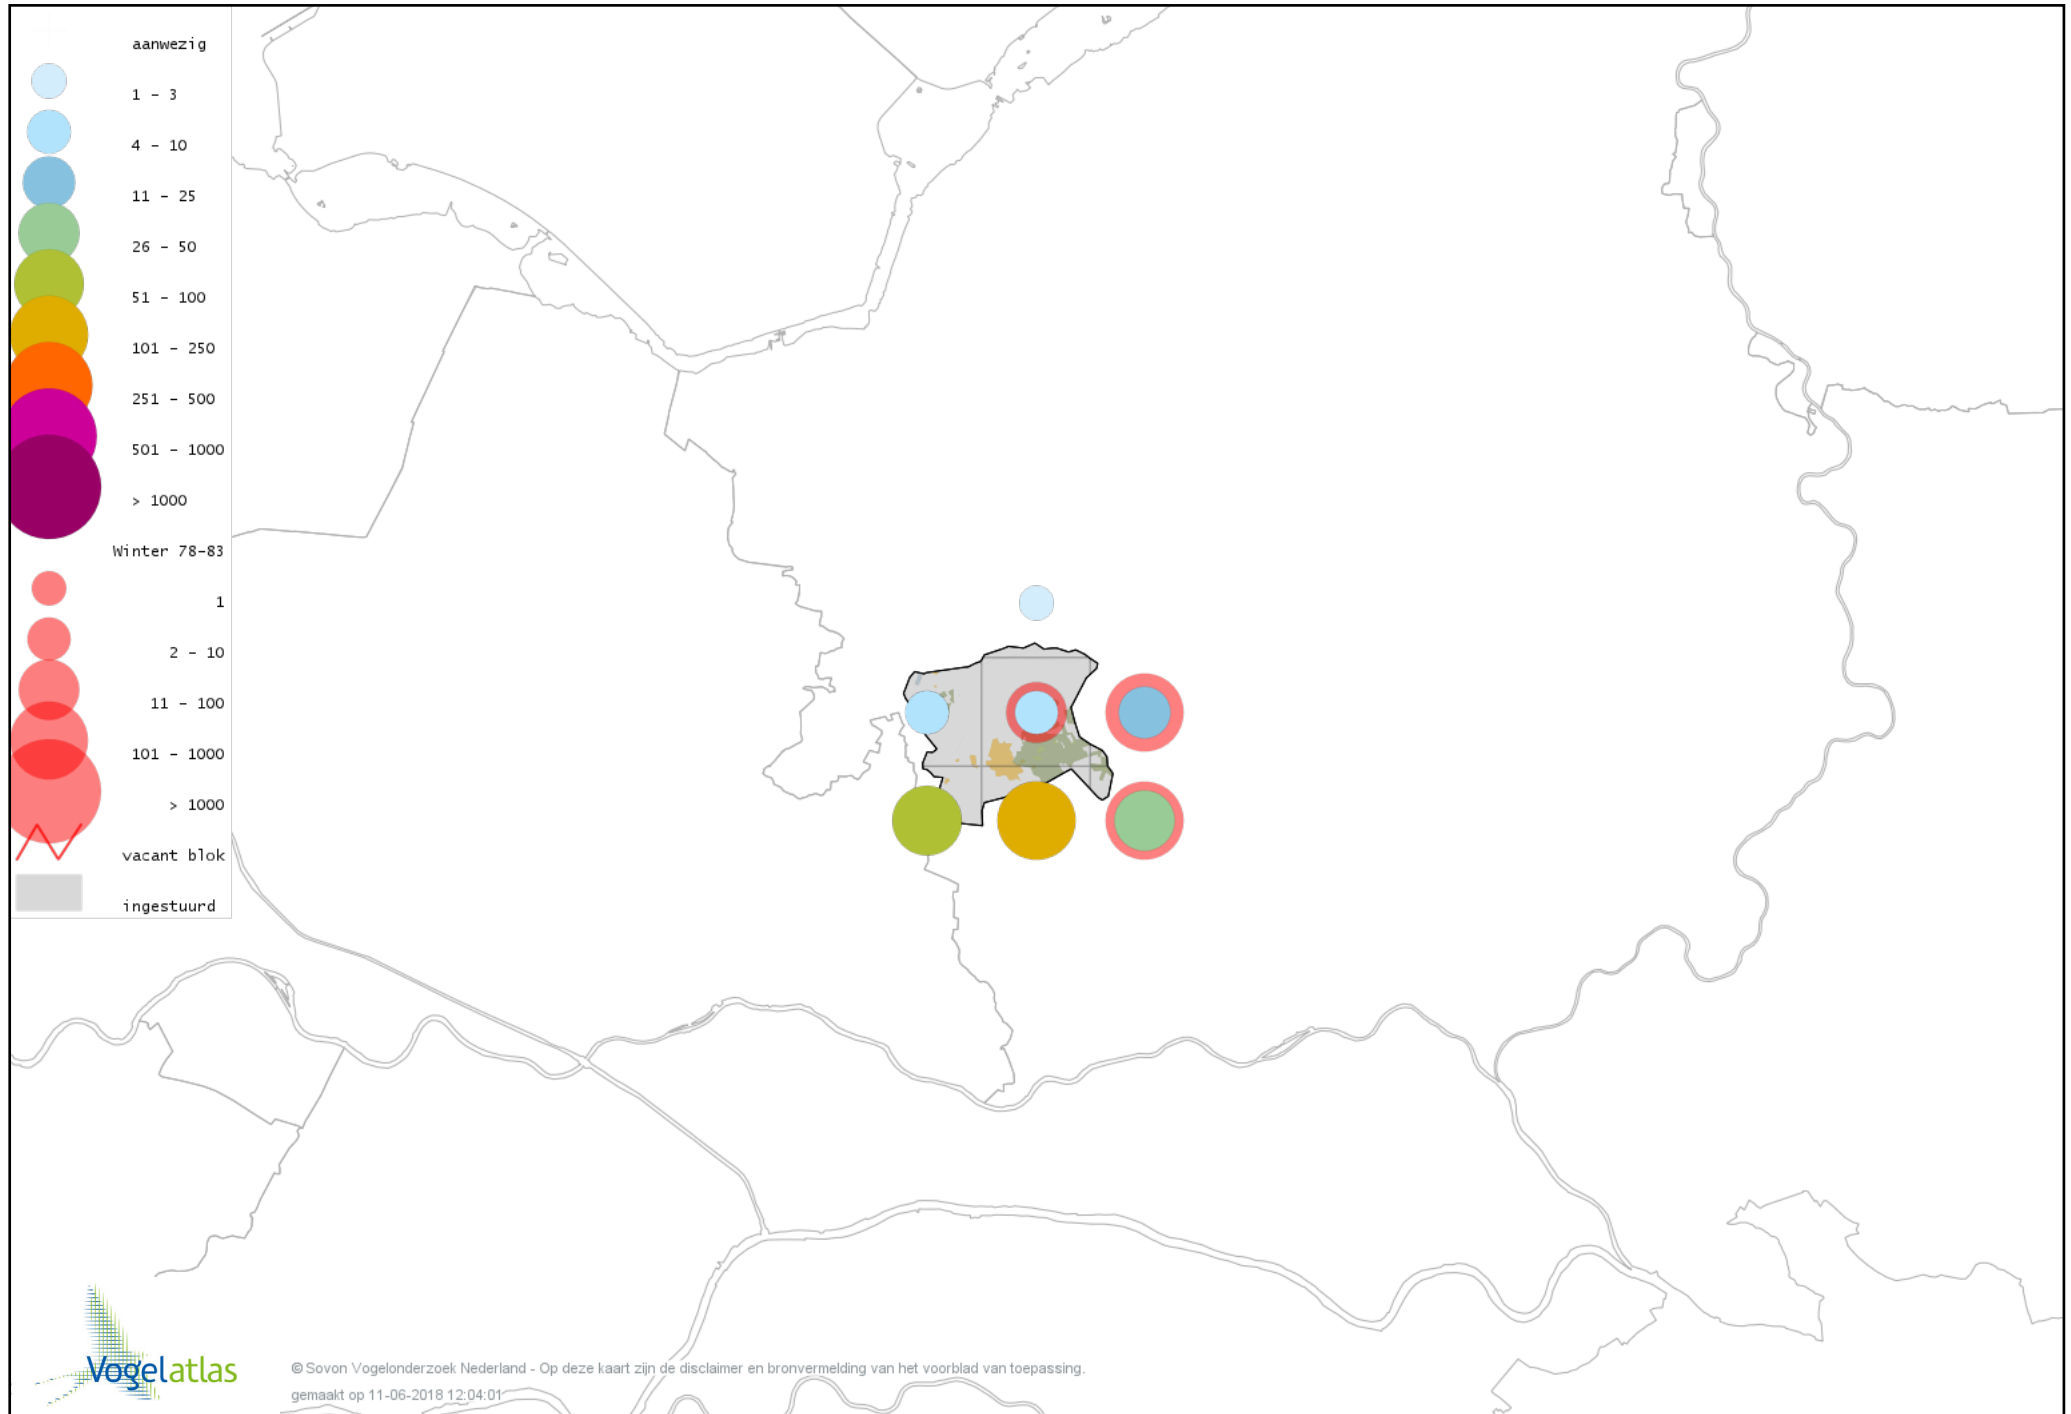 aanwezig
1 - 3
4 - 10
11 - 25
26 - 50
51 - 100
101 - 250
251 - 500
501 - 1000
> 1000
Winter 78-83
1
2 - 10
11 - 100
101 - 1000
> 1000
vacant blok
ingestuurd
Vogelatlas
© Sovon Vogelonderzoek Nederland - Op deze kaart zijn de disclaimer en bronvermelding van het voorblad van toepassing.
gemaakt op 11-06-2018 12:04:01